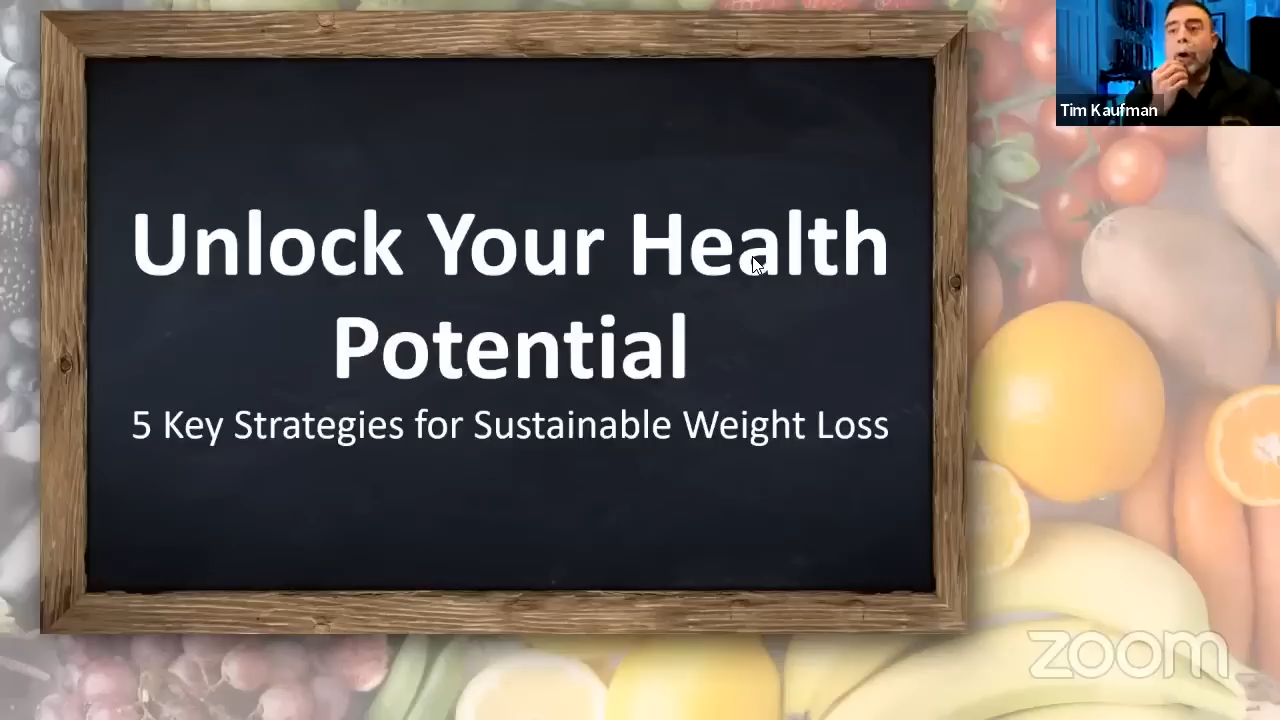 Tim Kaufman
Unlock Your Health
Potential
5 Key Strategies for Sustainable Weight Loss
zoom